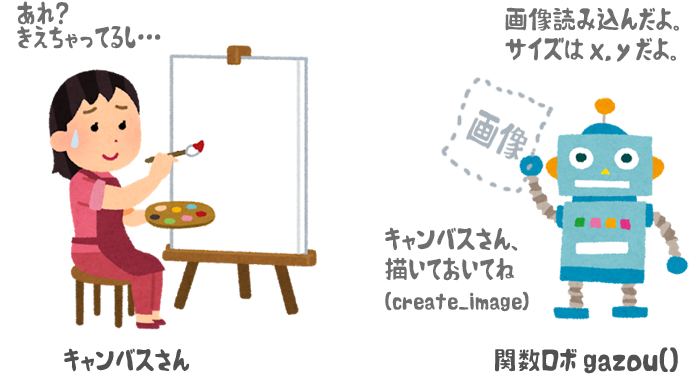 あれ?
きえちゃってるし…
画像読み込んだよ。
サイズは x, y だよ。
画像
キャンバスさん、
描いておいてね
(create_image)
キャンバスさん
関数ロボ gazou()